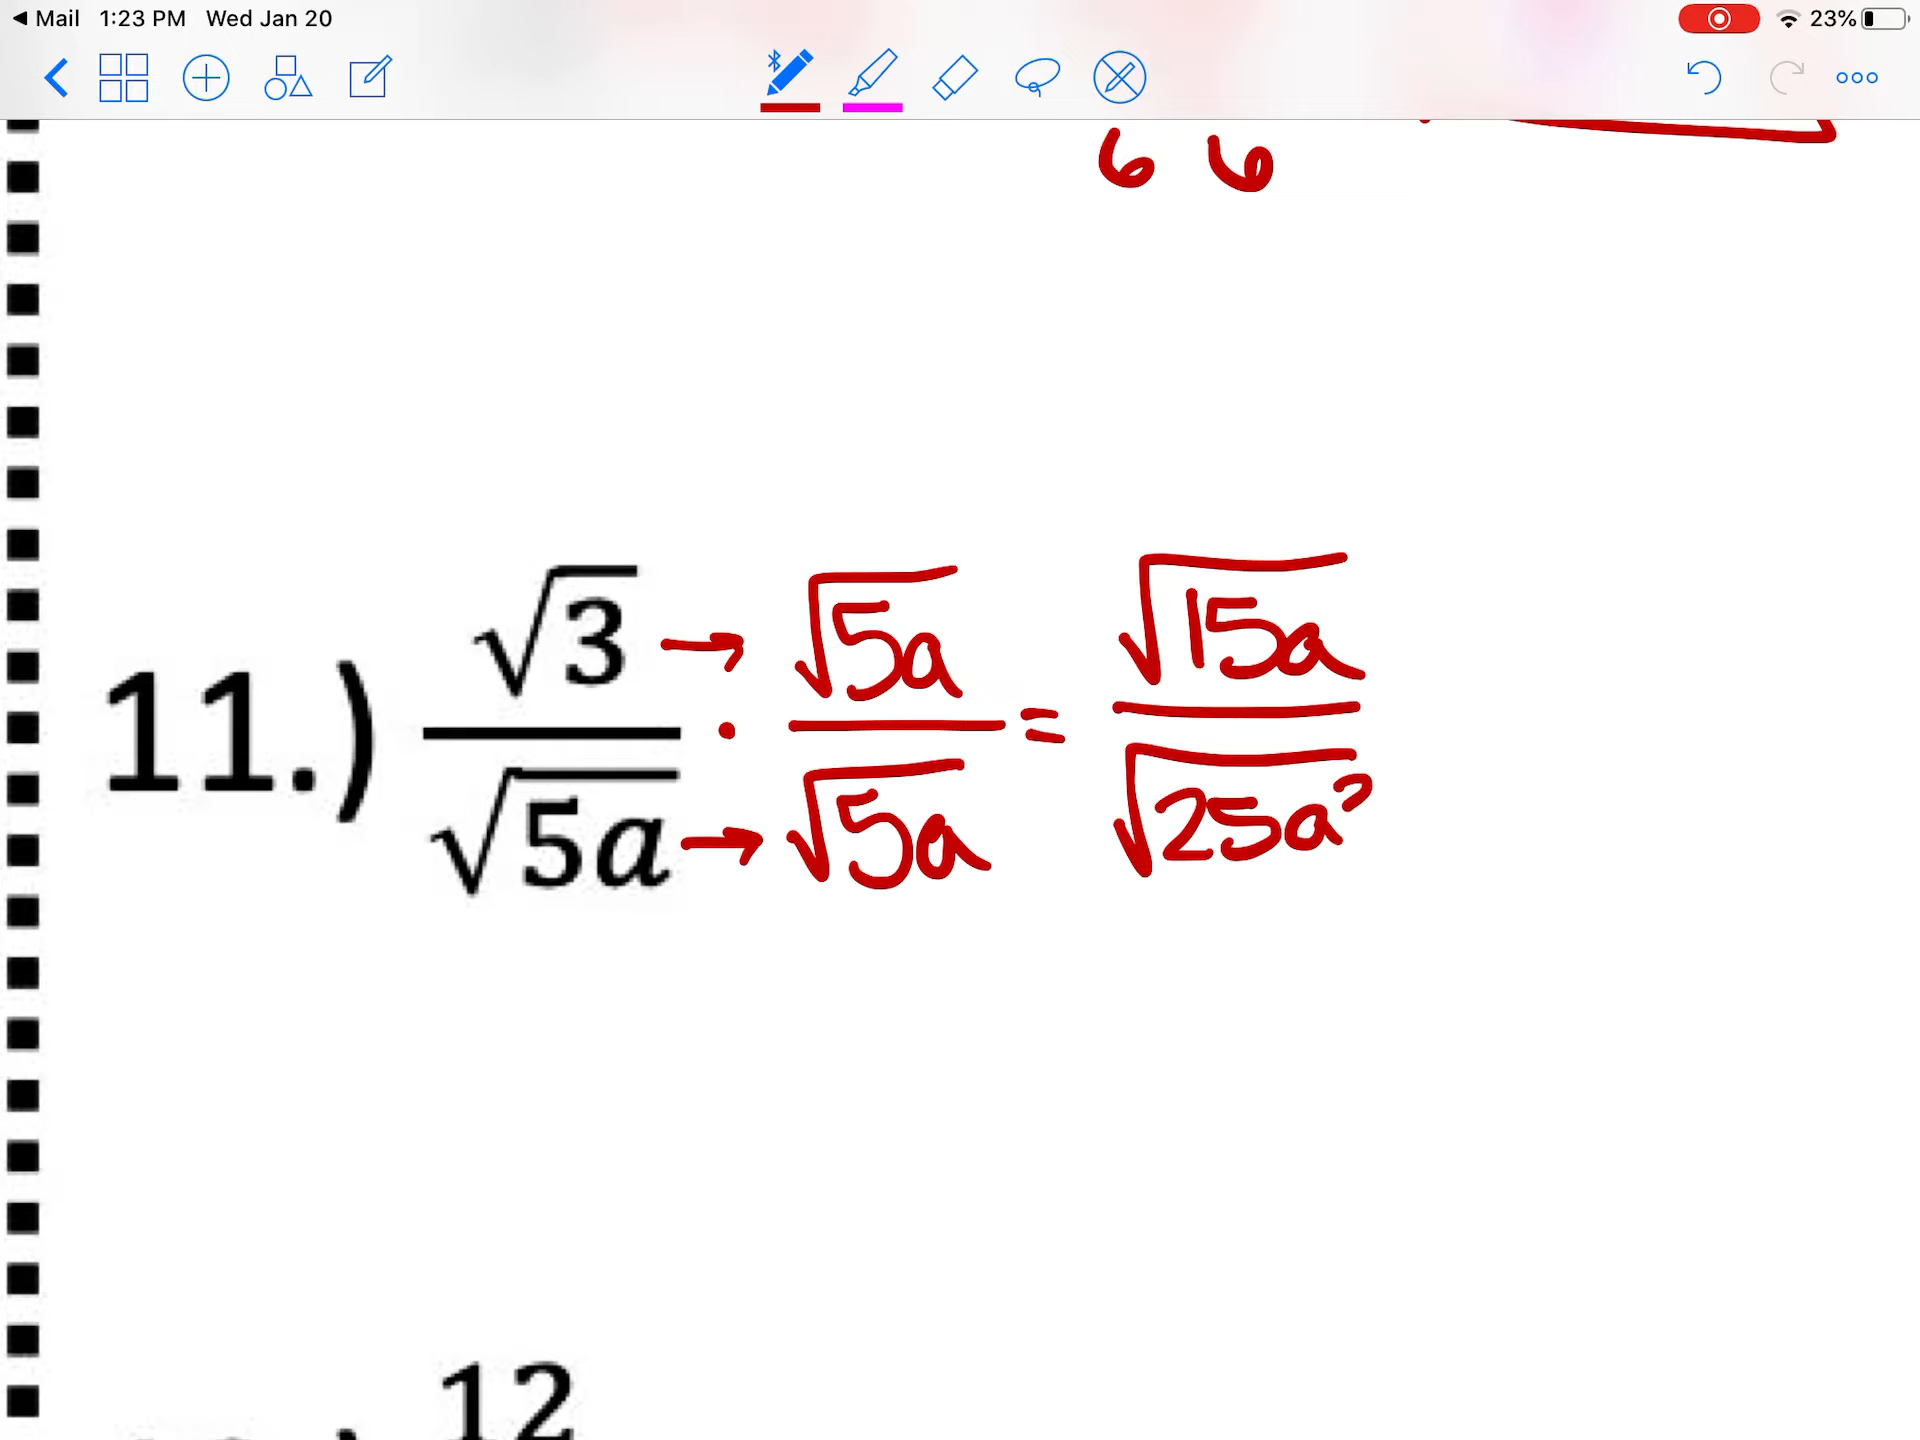 ◀ Mail 1:23 PM Wed Jan 20 23%
6 6
11.) √3/√5a → → · √5a/√5a = √15a/√25a²
12